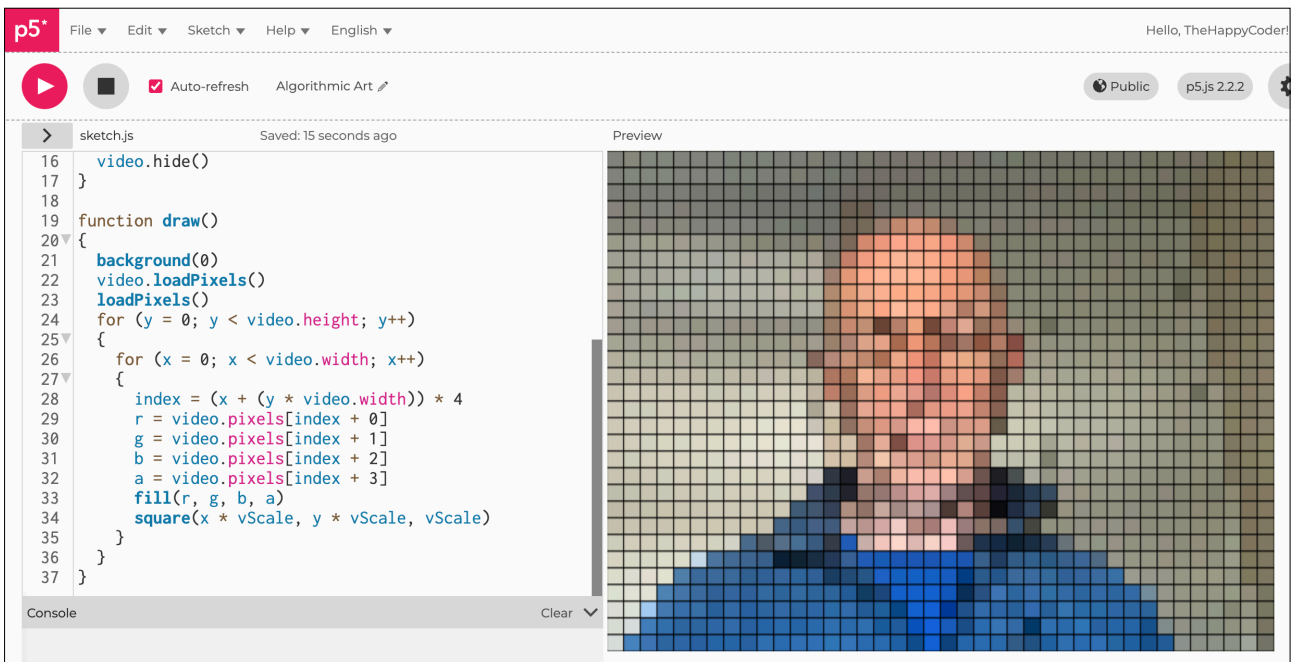 p5* File Edit Sketch Help English Hello, TheHappyCoder!
Auto-refresh Algorithmic Art Public p5.js 2.2.2
sketch.js Saved: 15 seconds ago Preview
16 video.hide()
17 }
18
19 function draw()
20 {
21 background(0)
22 video.loadPixels()
23 loadPixels()
24 for (y = 0; y < video.height; y++)
25 {
26 for (x = 0; x < video.width; x++)
27 {
28 index = (x + (y * video.width)) * 4
29 r = video.pixels[index + 0]
30 g = video.pixels[index + 1]
31 b = video.pixels[index + 2]
32 a = video.pixels[index + 3]
33 fill(r, g, b, a)
34 square(x * vScale, y * vScale, vScale)
35 }
36 }
37 }
Console Clear